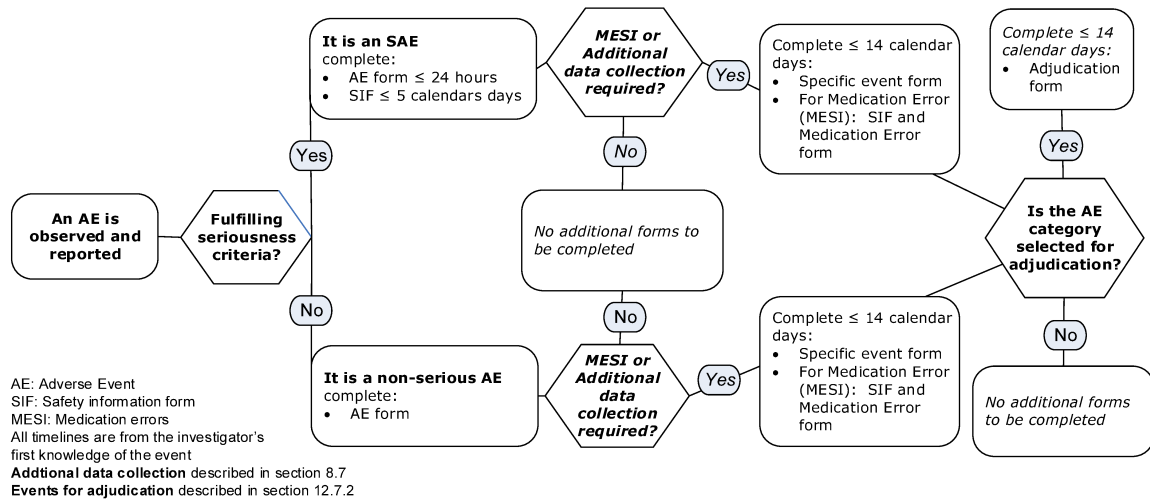 An AE is
observed and
reported
Fulfilling
seriousness
criteria?
Yes
No
It is an SAE
complete:
• AE form ≤ 24 hours
• SIF ≤ 5 calendars days
MESI or
Additional
data collection
required?
Yes
No
Complete ≤ 14 calendar
days:
• Specific event form
• For Medication Error
(MESI): SIF and
Medication Error
form
No additional forms to
be completed
No
It is a non-serious AE
complete:
• AE form
MESI or
Additional
data
collection
required?
Yes
Complete ≤ 14 calendar
days:
• Specific event form
• For Medication Error
(MESI): SIF and
Medication Error
form
Complete ≤ 14
calendar days:
• Adjudication
form
Yes
Is the AE
category
selected for
adjudication?
No
No additional forms
to be completed
AE: Adverse Event
SIF: Safety information form
MESI: Medication errors
All timelines are from the investigator's
first knowledge of the event
Addtional data collection described in section 8.7
Events for adjudication described in section 12.7.2